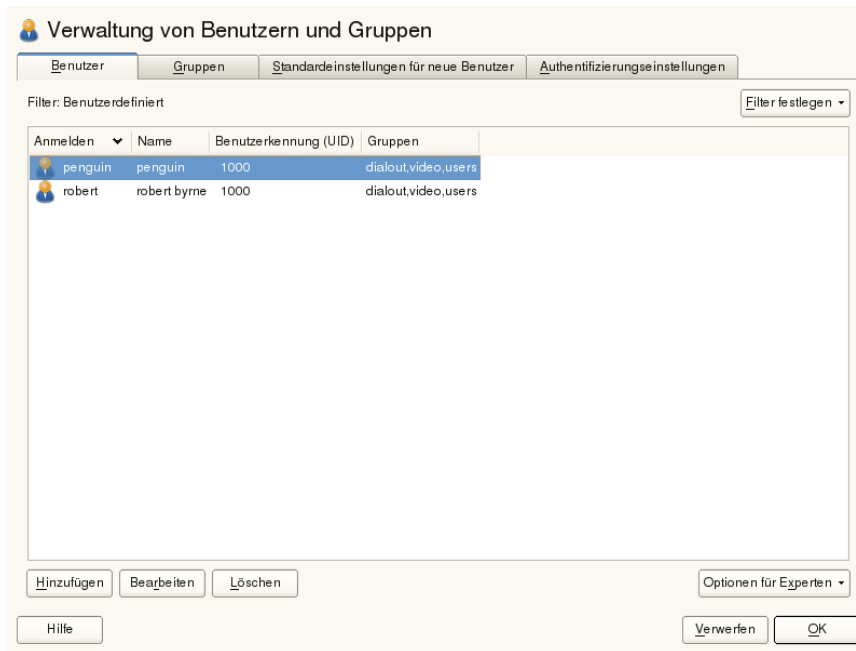 Verwaltung von Benutzern und Gruppen
Benutzer Gruppen Standardeinstellungen für neue Benutzer Authentifizierungseinstellungen
Filter: Benutzerdefiniert Filter festlegen
Anmelden Name Benutzerkennung (UID) Gruppen
penguin penguin 1000 dialout,video,users
robert robert byrne 1000 dialout,video,users
Hinzufügen Bearbeiten Löschen Optionen für Experten
Hilfe Verwerfen OK